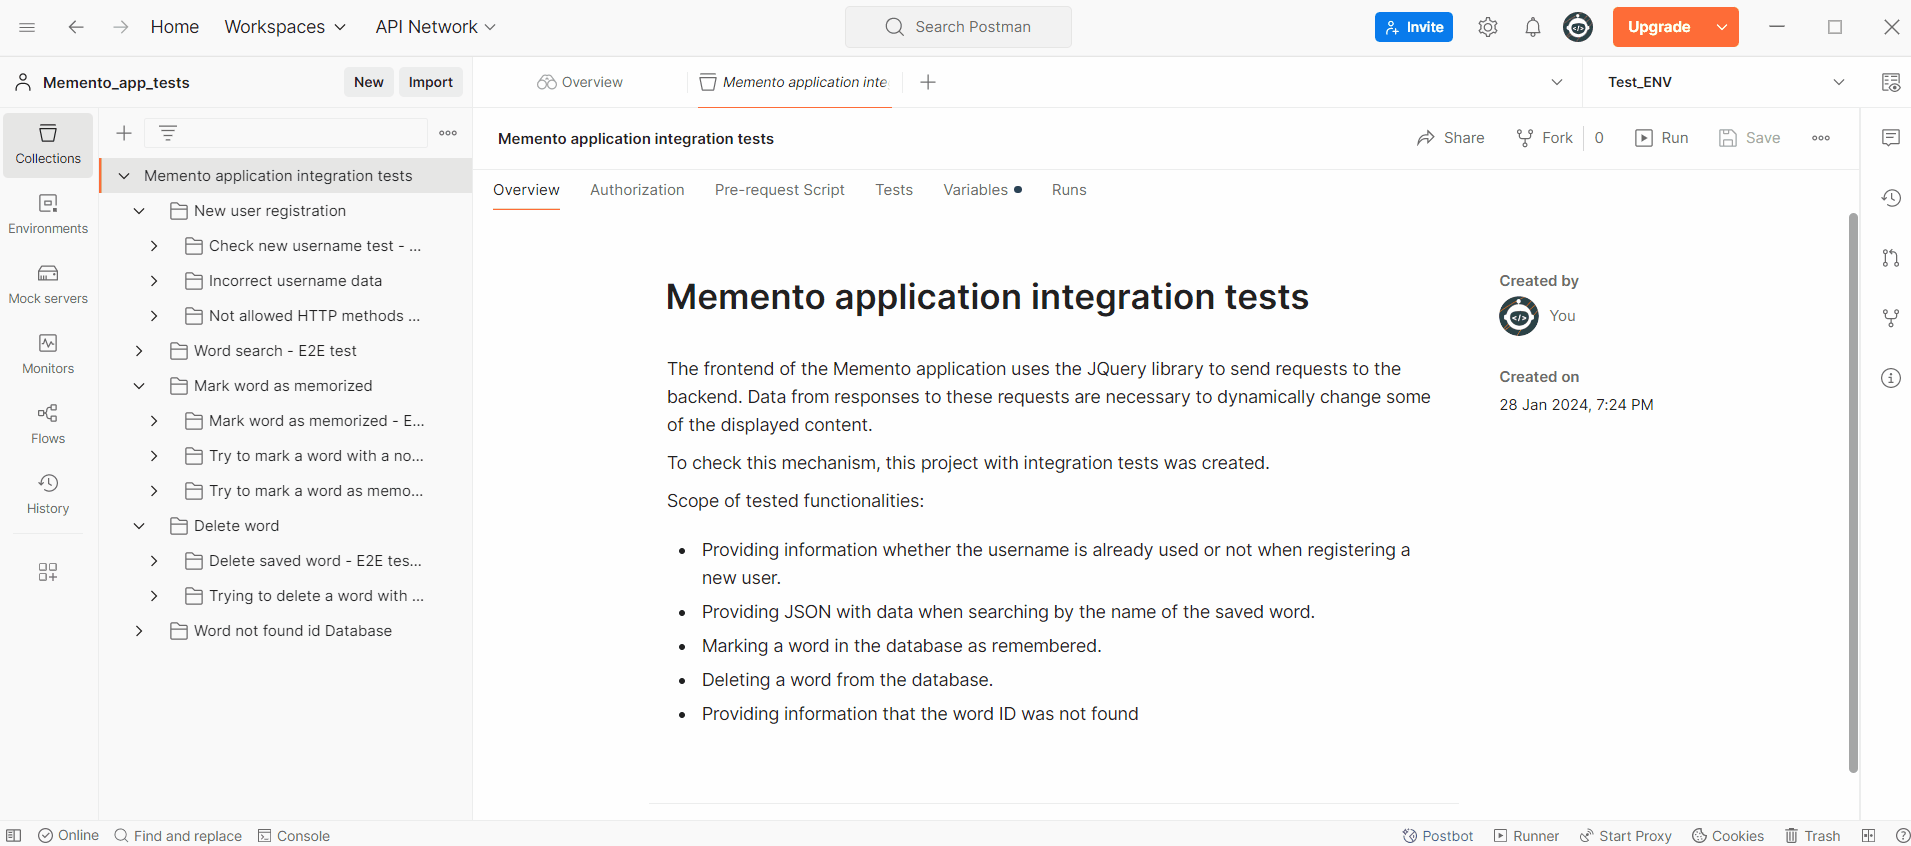 Home Workspaces API Network Search Postman Invite Upgrade
Memento_app_tests New Import Overview Memento application inte Test_ENV
Collections
Environments
Mock servers
Monitors
Flows
History
Memento application integration tests
New user registration
Check new username test - ...
Incorrect username data
Not allowed HTTP methods ...
Word search - E2E test
Mark word as memorized
Mark word as memorized - E...
Try to mark a word with a no...
Try to mark a word as memo...
Delete word
Delete saved word - E2E tes...
Trying to delete a word with ...
Word not found id Database
Memento application integration tests Share Fork 0 Run Save
Overview Authorization Pre-request Script Tests Variables Runs
Memento application integration tests
The frontend of the Memento application uses the JQuery library to send requests to the
backend. Data from responses to these requests are necessary to dynamically change some
of the displayed content.
To check this mechanism, this project with integration tests was created.
Scope of tested functionalities:
• Providing information whether the username is already used or not when registering a
new user.
• Providing JSON with data when searching by the name of the saved word.
• Marking a word in the database as remembered.
• Deleting a word from the database.
• Providing information that the word ID was not found
Created by
You
Created on
28 Jan 2024, 7:24 PM
Online Find and replace Console Postbot Runner Start Proxy Cookies Trash